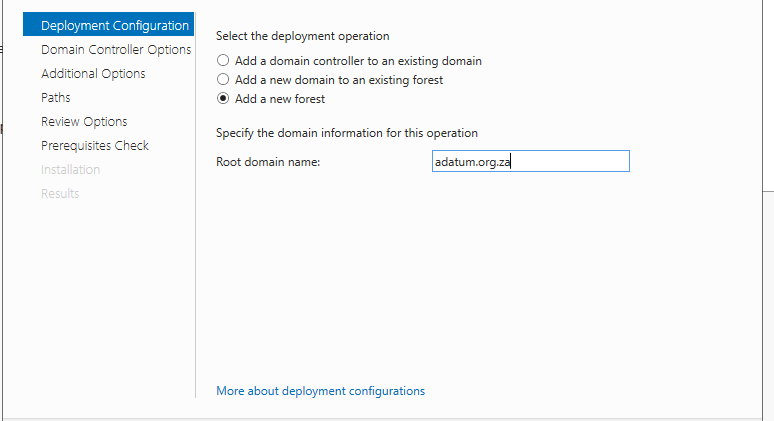 Deployment Configuration
Domain Controller Options
Additional Options
Paths
Review Options
Prerequisites Check
Installation
Results
Select the deployment operation
Add a domain controller to an existing domain
Add a new domain to an existing forest
Add a new forest
Specify the domain information for this operation
Root domain name:
adatum.org.za
More about deployment configurations